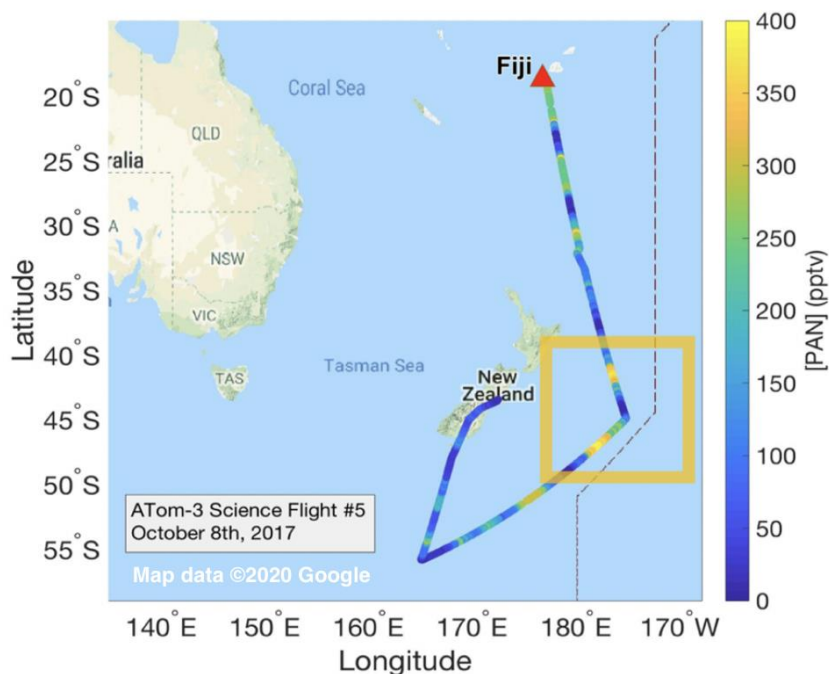 Fiji
Coral Sea
QLD
ralia
A
NSW
VIC
TAS
Tasman Sea
New
Zealand
ATom-3 Science Flight #5
October 8th, 2017
Map data ©2020 Google
20°S
25°S
30°S
35°S
40°S
45°S
50°S
55°S
Latitude
140°E
150°E
160°E
170°E
180°E
170°W
Longitude
400
350
300
250
200
150
100
50
0
[PAN] (pptv)